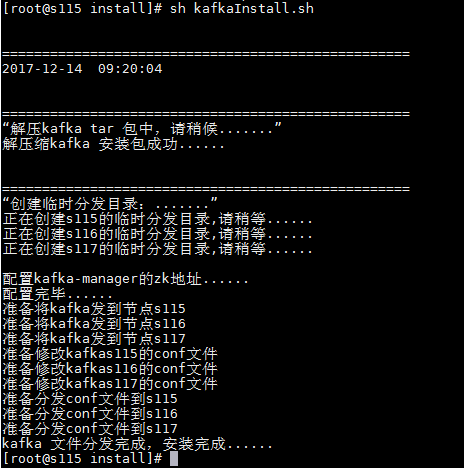 [root@s115 install]# sh kafkaInstall.sh
===================================================
2017-12-14  09:20:04
===================================================
“解压kafka tar 包中，请稍候.......”
解压缩kafka 安装包成功......
===================================================
“创建临时分发目录：.......”
正在创建s115的临时分发目录,请稍等......
正在创建s116的临时分发目录,请稍等......
正在创建s117的临时分发目录,请稍等......
配置kafka-manager的zk地址......
配置完毕......
准备将kafka发到节点s115
准备将kafka发到节点s116
准备将kafka发到节点s117
准备修改kafkas115的conf文件
准备修改kafkas116的conf文件
准备修改kafkas117的conf文件
准备分发conf文件到s115
准备分发conf文件到s116
准备分发conf文件到s117
kafka 文件分发完成，安装完成......
[root@s115 install]#